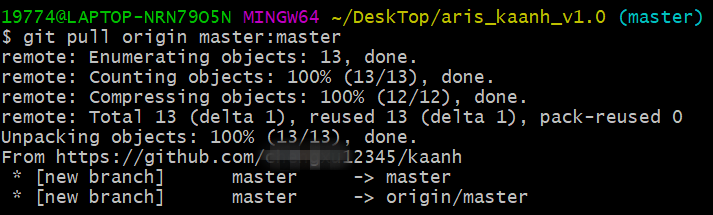 19774@LAPTOP-NRN79O5N MINGW64 ~/DeskTop/aris_kaanh_v1.0 (master)
$ git pull origin master:master
remote: Enumerating objects: 13, done.
remote: Counting objects: 100% (13/13), done.
remote: Compressing objects: 100% (12/12), done.
remote: Total 13 (delta 1), reused 13 (delta 1), pack-reused 0
Unpacking objects: 100% (13/13), done.
From https://github.com/ 12345/kaanh
* [new branch] master -> master
* [new branch] master -> origin/master